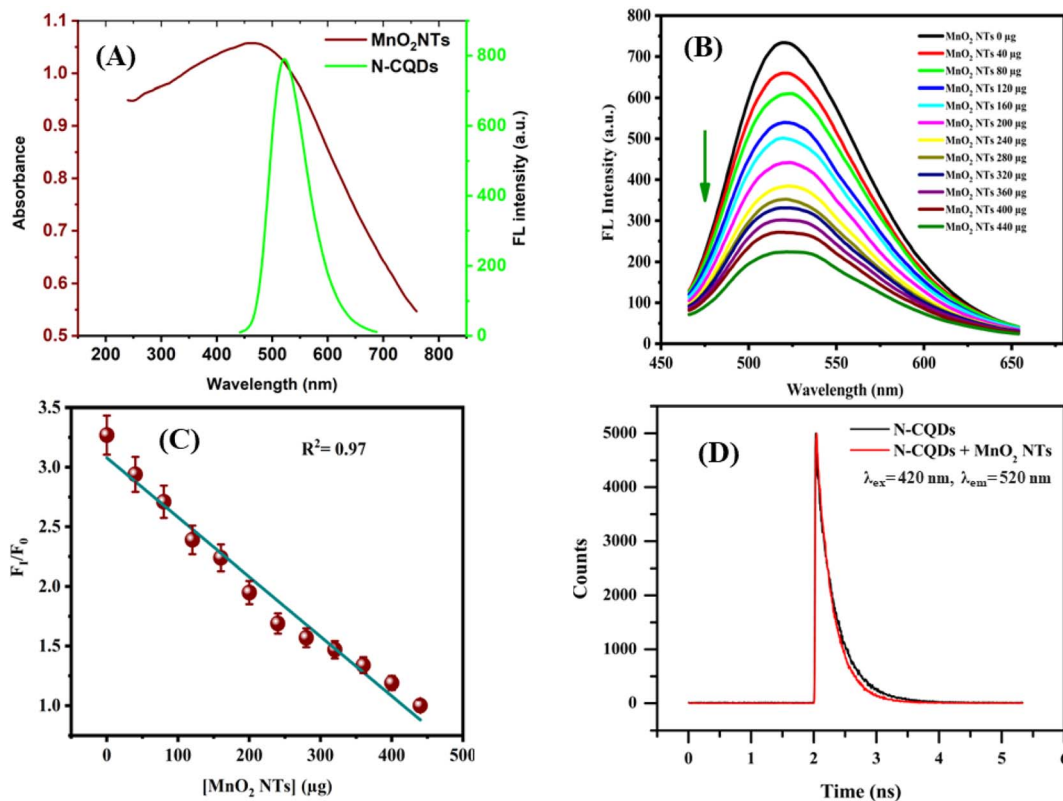 (A)
MnO₂NTs
N-CQDs
1.1
1.0
0.9
0.8
0.7
0.6
0.5
Absorbance
800
600
400
200
0
FL intensity (a.u.)
200 300 400 500 600 700 800
Wavelength (nm)
(B)
MnO₂ NTs 0 µg
MnO₂ NTs 40 µg
MnO₂ NTs 80 µg
MnO₂ NTs 120 µg
MnO₂ NTs 160 µg
MnO₂ NTs 200 µg
MnO₂ NTs 240 µg
MnO₂ NTs 280 µg
MnO₂ NTs 320 µg
MnO₂ NTs 360 µg
MnO₂ NTs 400 µg
MnO₂ NTs 440 µg
800
700
600
500
400
300
200
100
0
FL Intensity (a.u.)
450 500 550 600 650
Wavelength (nm)
(C)
R²= 0.97
3.5
3.0
2.5
2.0
1.5
1.0
F₁/F₀
0 100 200 300 400 500
[MnO₂ NTs] (µg)
(D)
N-CQDs
N-CQDs + MnO₂ NTs
λex= 420 nm, λem= 520 nm
5000
4000
3000
2000
1000
0
Counts
0 1 2 3 4 5 6
Time (ns)